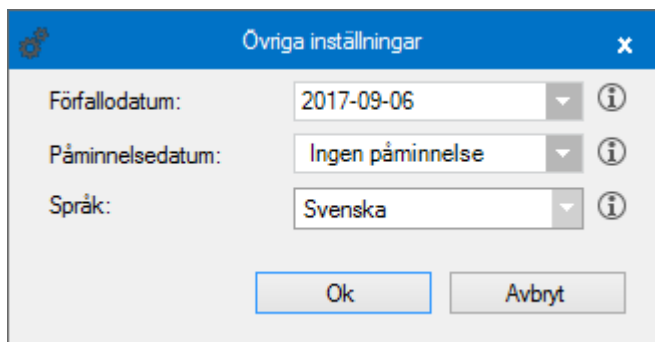 Övriga inställningar
Förfallodatum: 2017-09-06
Påminnelsedatum: Ingen påminnelse
Språk: Svenska
Ok Avbryt